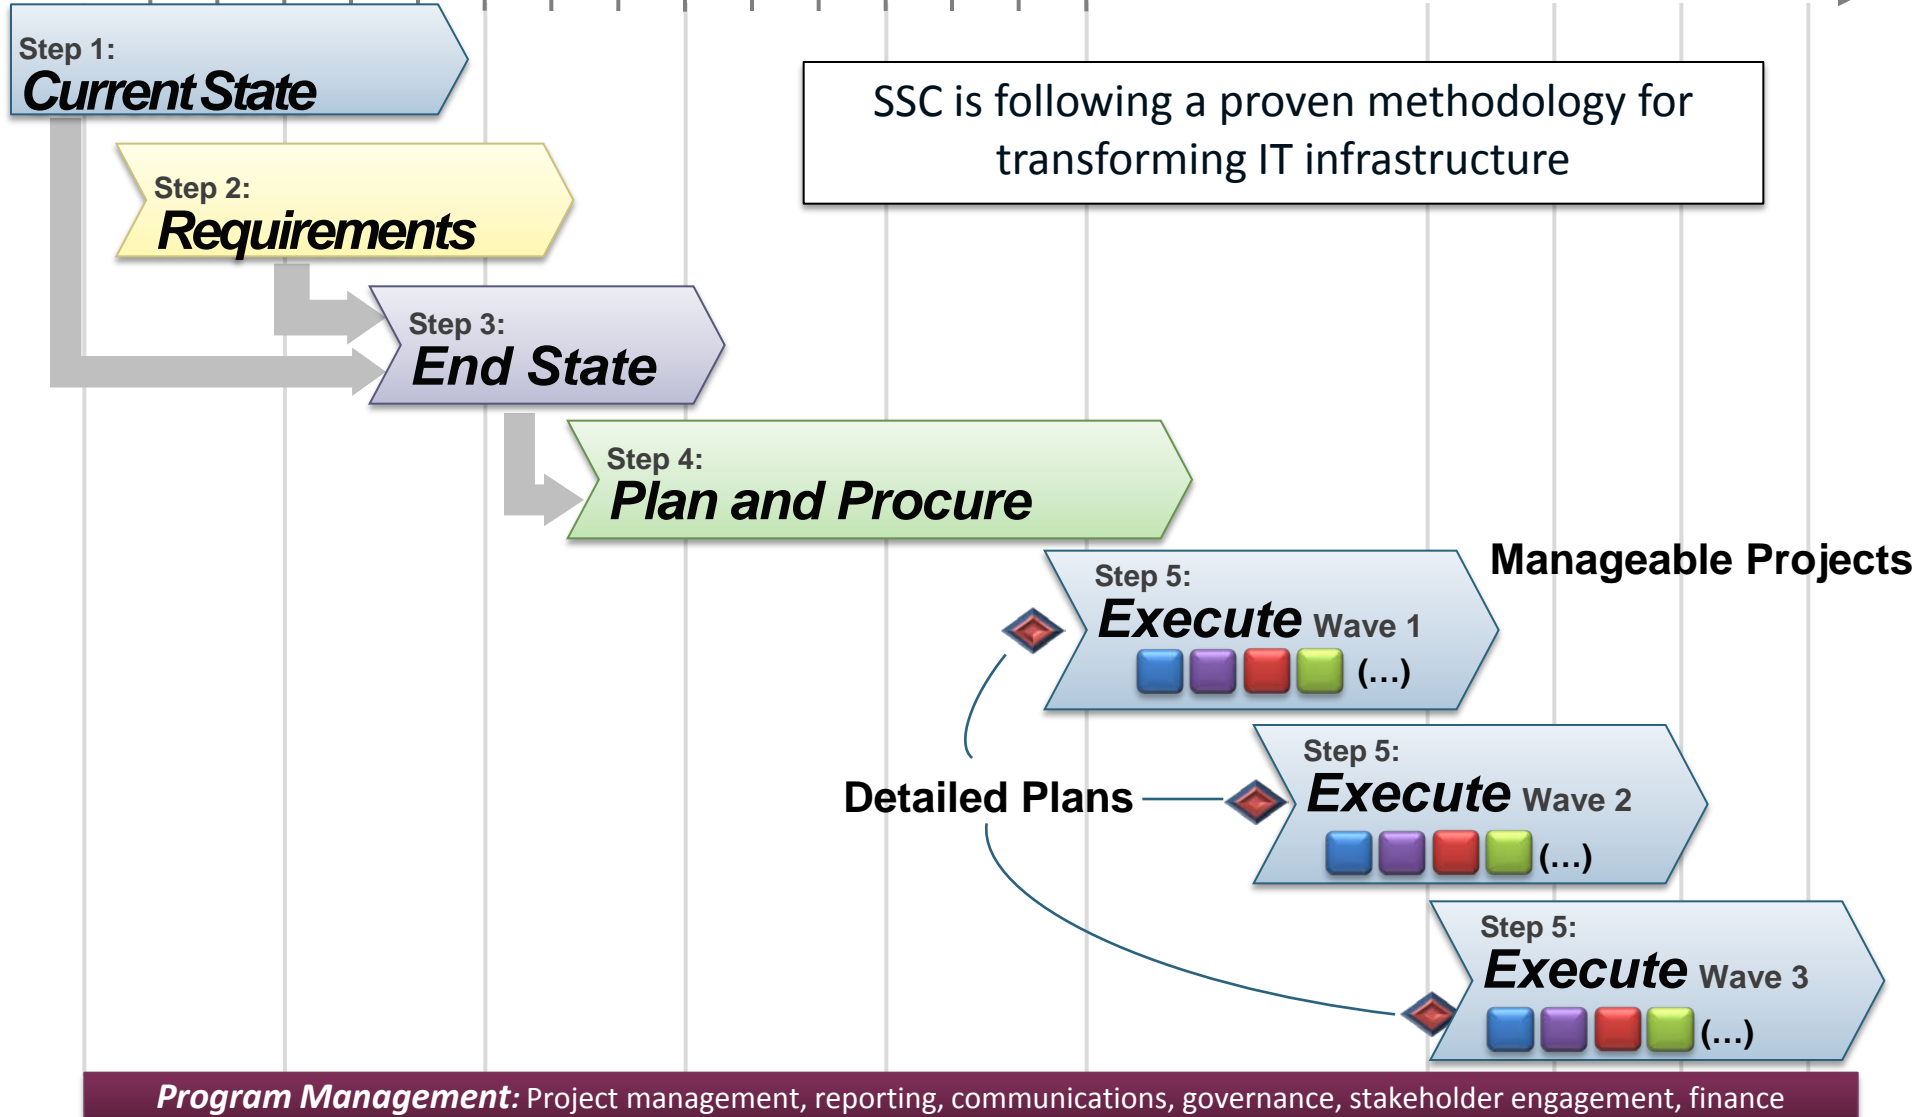 Step 1:
Current State
SSC is following a proven methodology for
transforming IT infrastructure
Step 2:
Requirements
Step 3:
End State
Step 4:
Plan and Procure
Manageable Projects
Step 5:
Execute Wave 1
(...)
Step 5:
Detailed Plans
Execute Wave 2
(...)
Step 5:
Execute Wave 3
(...)
Program Management: Project management, reporting, communications, governance, stakeholder engagement, finance